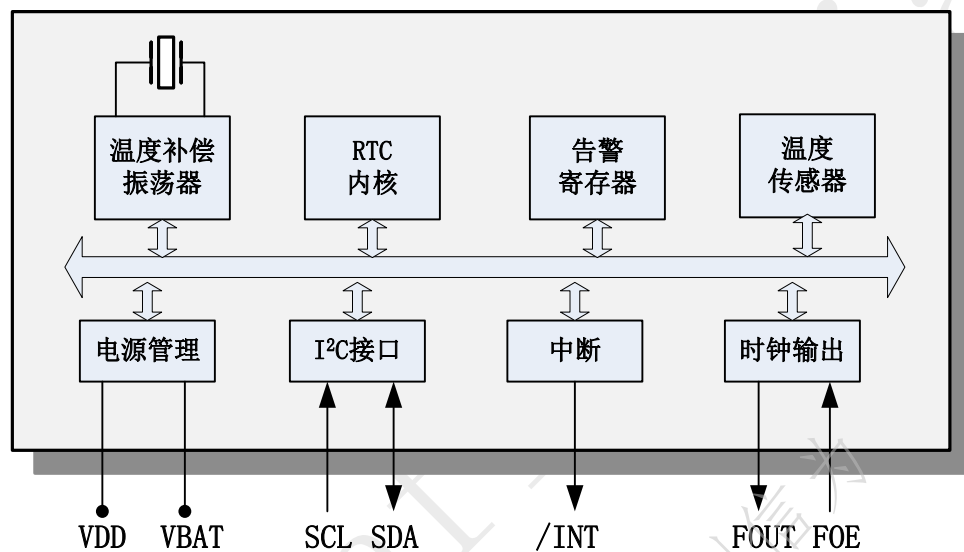 温度补偿
振荡器
RTC
内核
告警
寄存器
温度
传感器
电源管理
I²C接口
中断
时钟输出
VDD VBAT SCL SDA /INT FOUT FOE